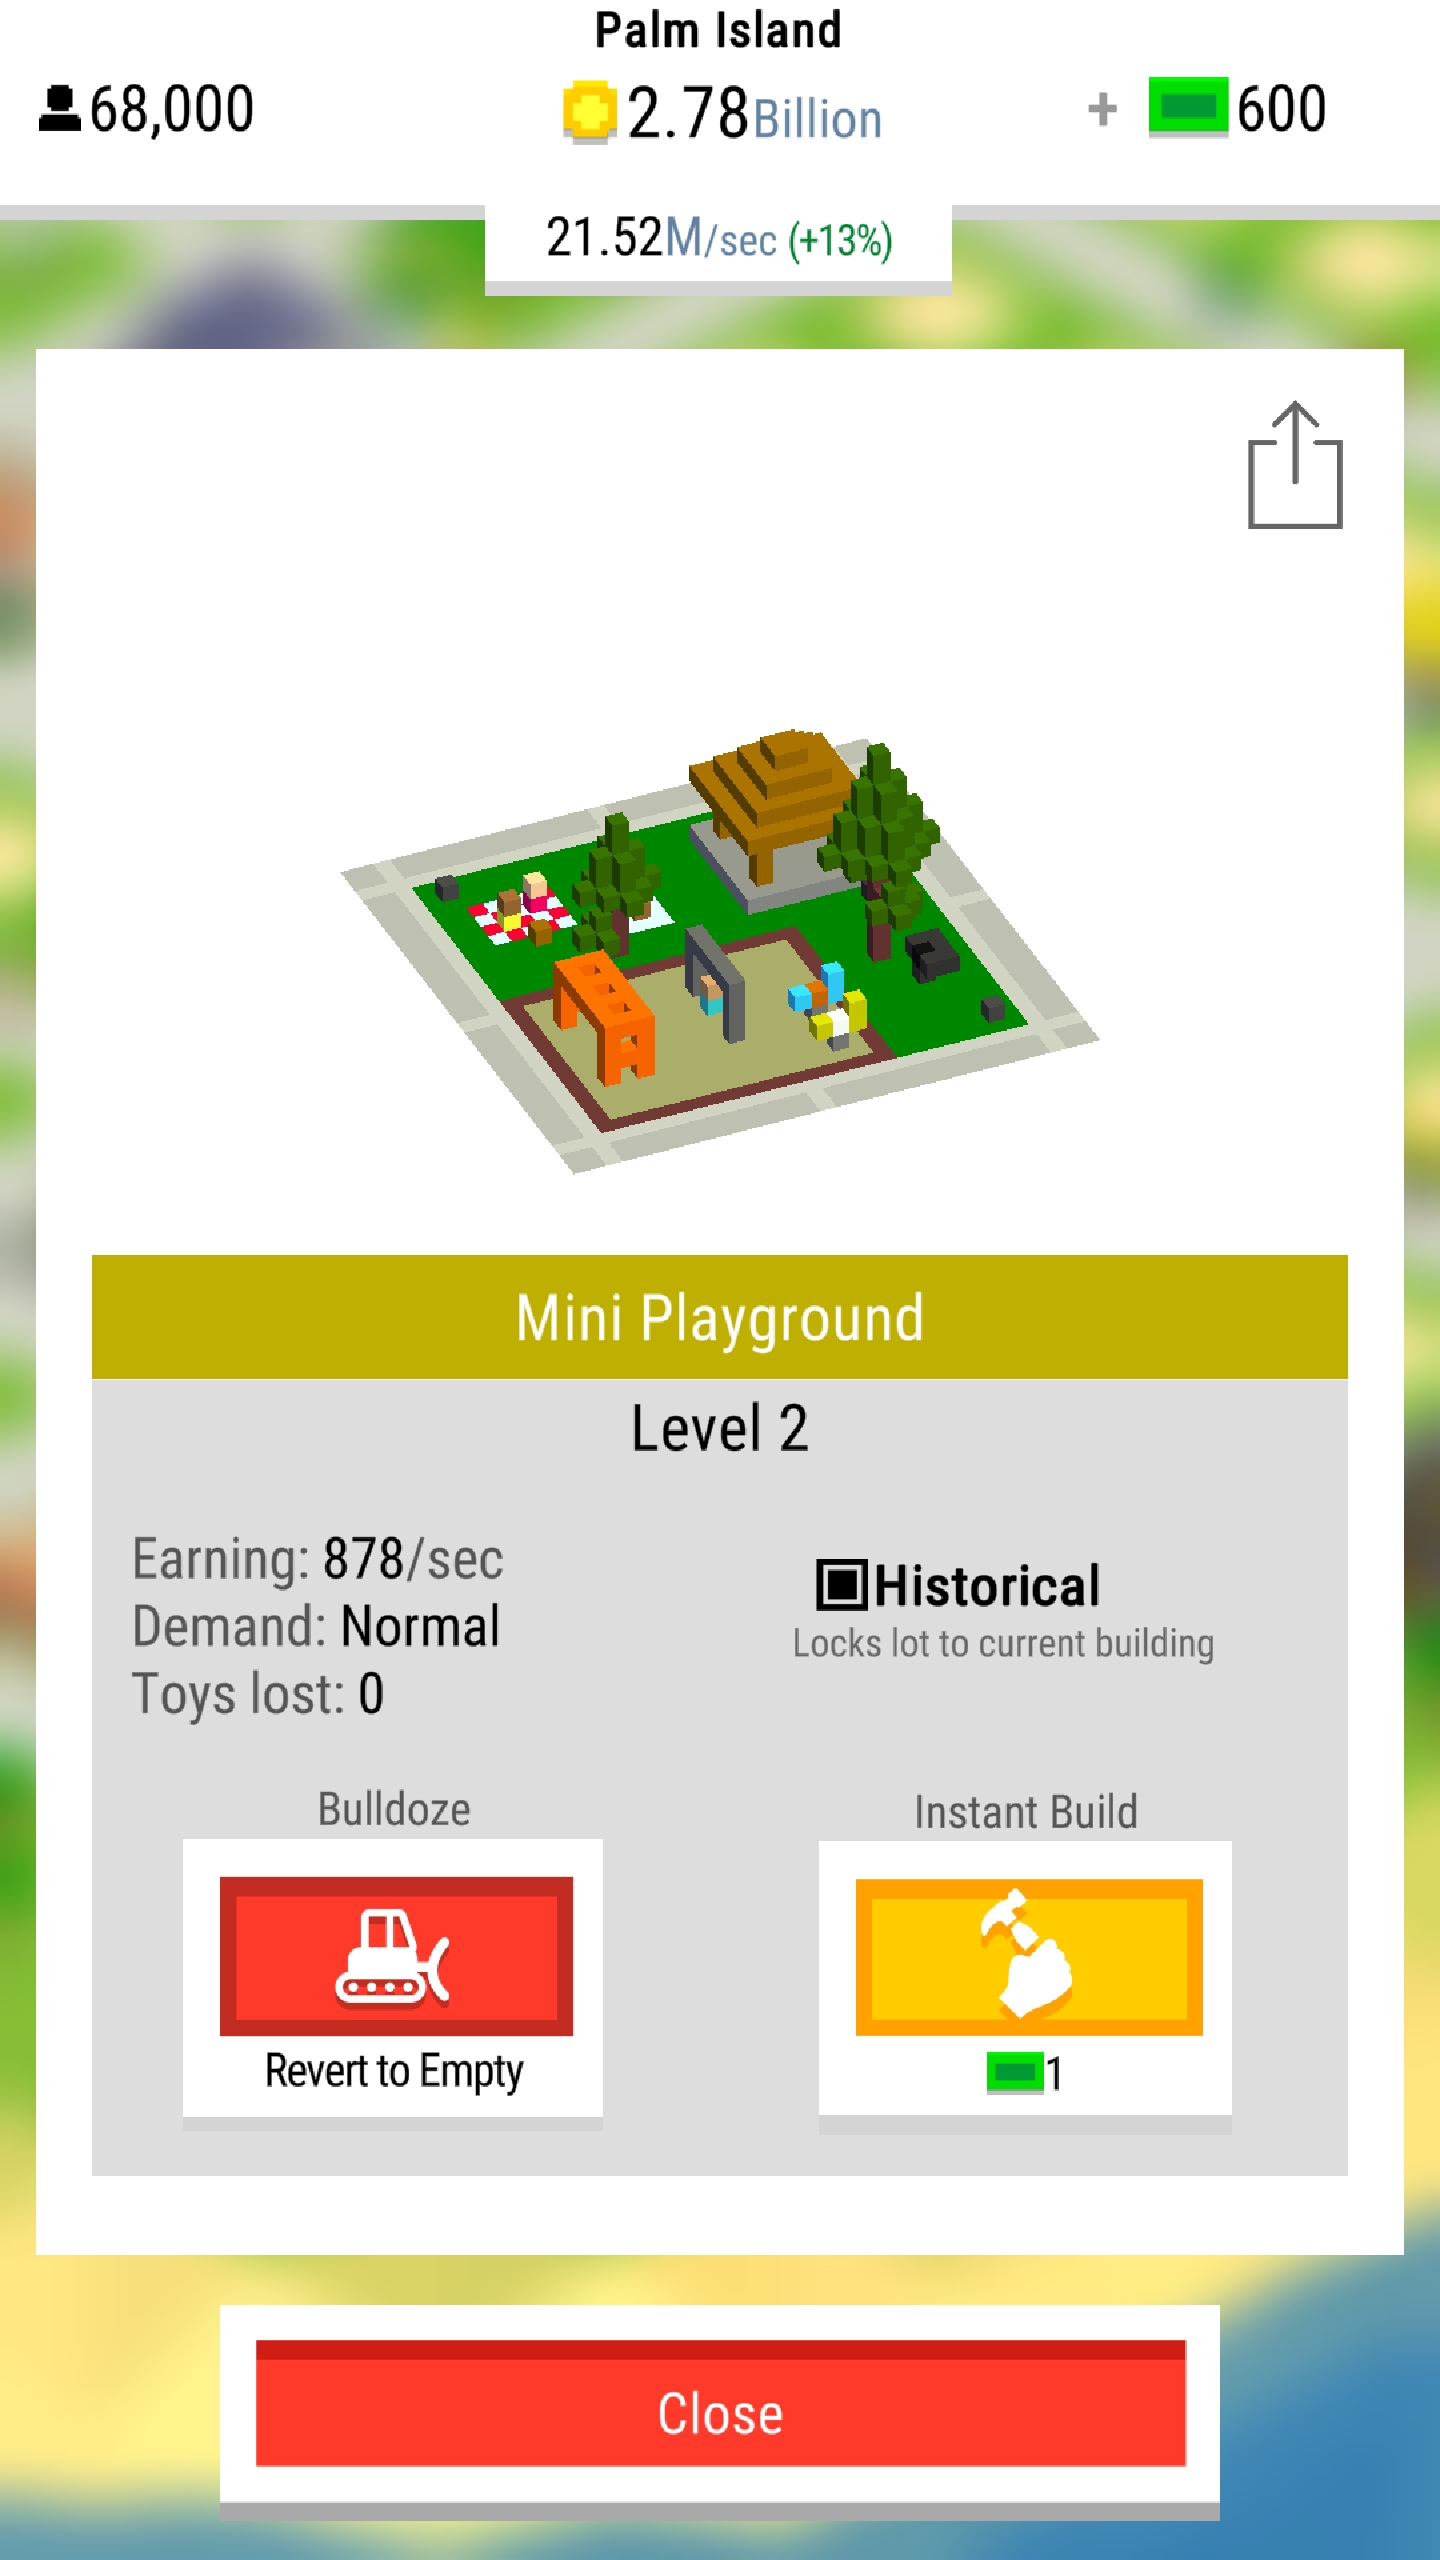 Palm Island
68,000
2.78Billion
+ 600
21.52M/sec (+13%)
Mini Playground
Level 2
Earning: 878/sec
Demand: Normal
Toys lost: 0
Historical
Locks lot to current building
Bulldoze
Revert to Empty
Instant Build
1
Close